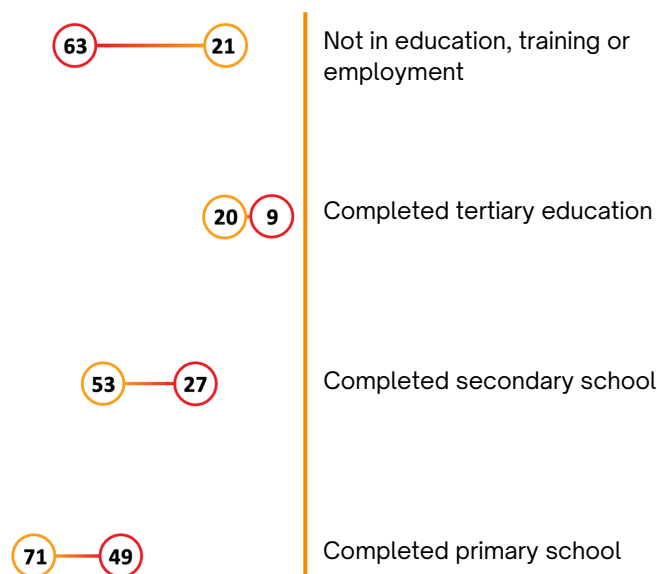 63 21 Not in education, training or
employment
20 9 Completed tertiary education
53 27 Completed secondary school
71 49 Completed primary school